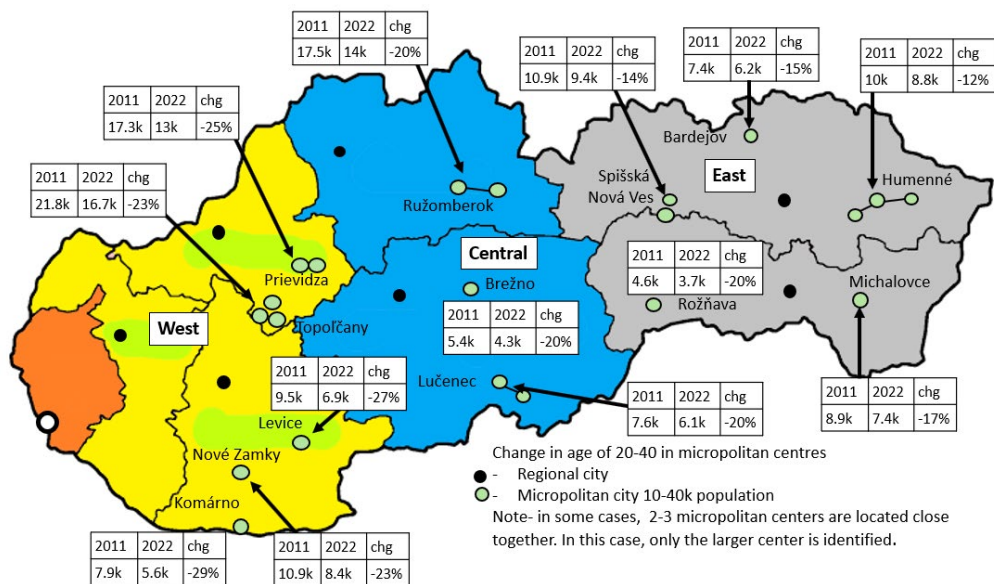 2011 2022 chg
17.5k 14k -20%
2011 2022 chg
10.9k 9.4k -14%
2011 2022 chg
7.4k 6.2k -15%
2011 2022 chg
10k 8.8k -12%
2011 2022 chg
17.3k 13k -25%
2011 2022 chg
21.8k 16.7k -23%
Bardejov
East
Spišská
Nová Ves
Humenné
Ružomberok
Central
Prievidza
Brežno
2011 2022 chg
4.6k 3.7k -20%
Rožňava
Michalovce
West
Topoľčany
2011 2022 chg
5.4k 4.3k -20%
2011 2022 chg
9.5k 6.9k -27%
Lučenec
2011 2022 chg
7.6k 6.1k -20%
2011 2022 chg
8.9k 7.4k -17%
Levice
Nové Zamky
Komárno
2011 2022 chg
7.9k 5.6k -29%
2011 2022 chg
10.9k 8.4k -23%
Change in age of 20-40 in micropolitan centres
- Regional city
- Micropolitan city 10-40k population
Note- in some cases, 2-3 micropolitan centers are located close
together. In this case, only the larger center is identified.